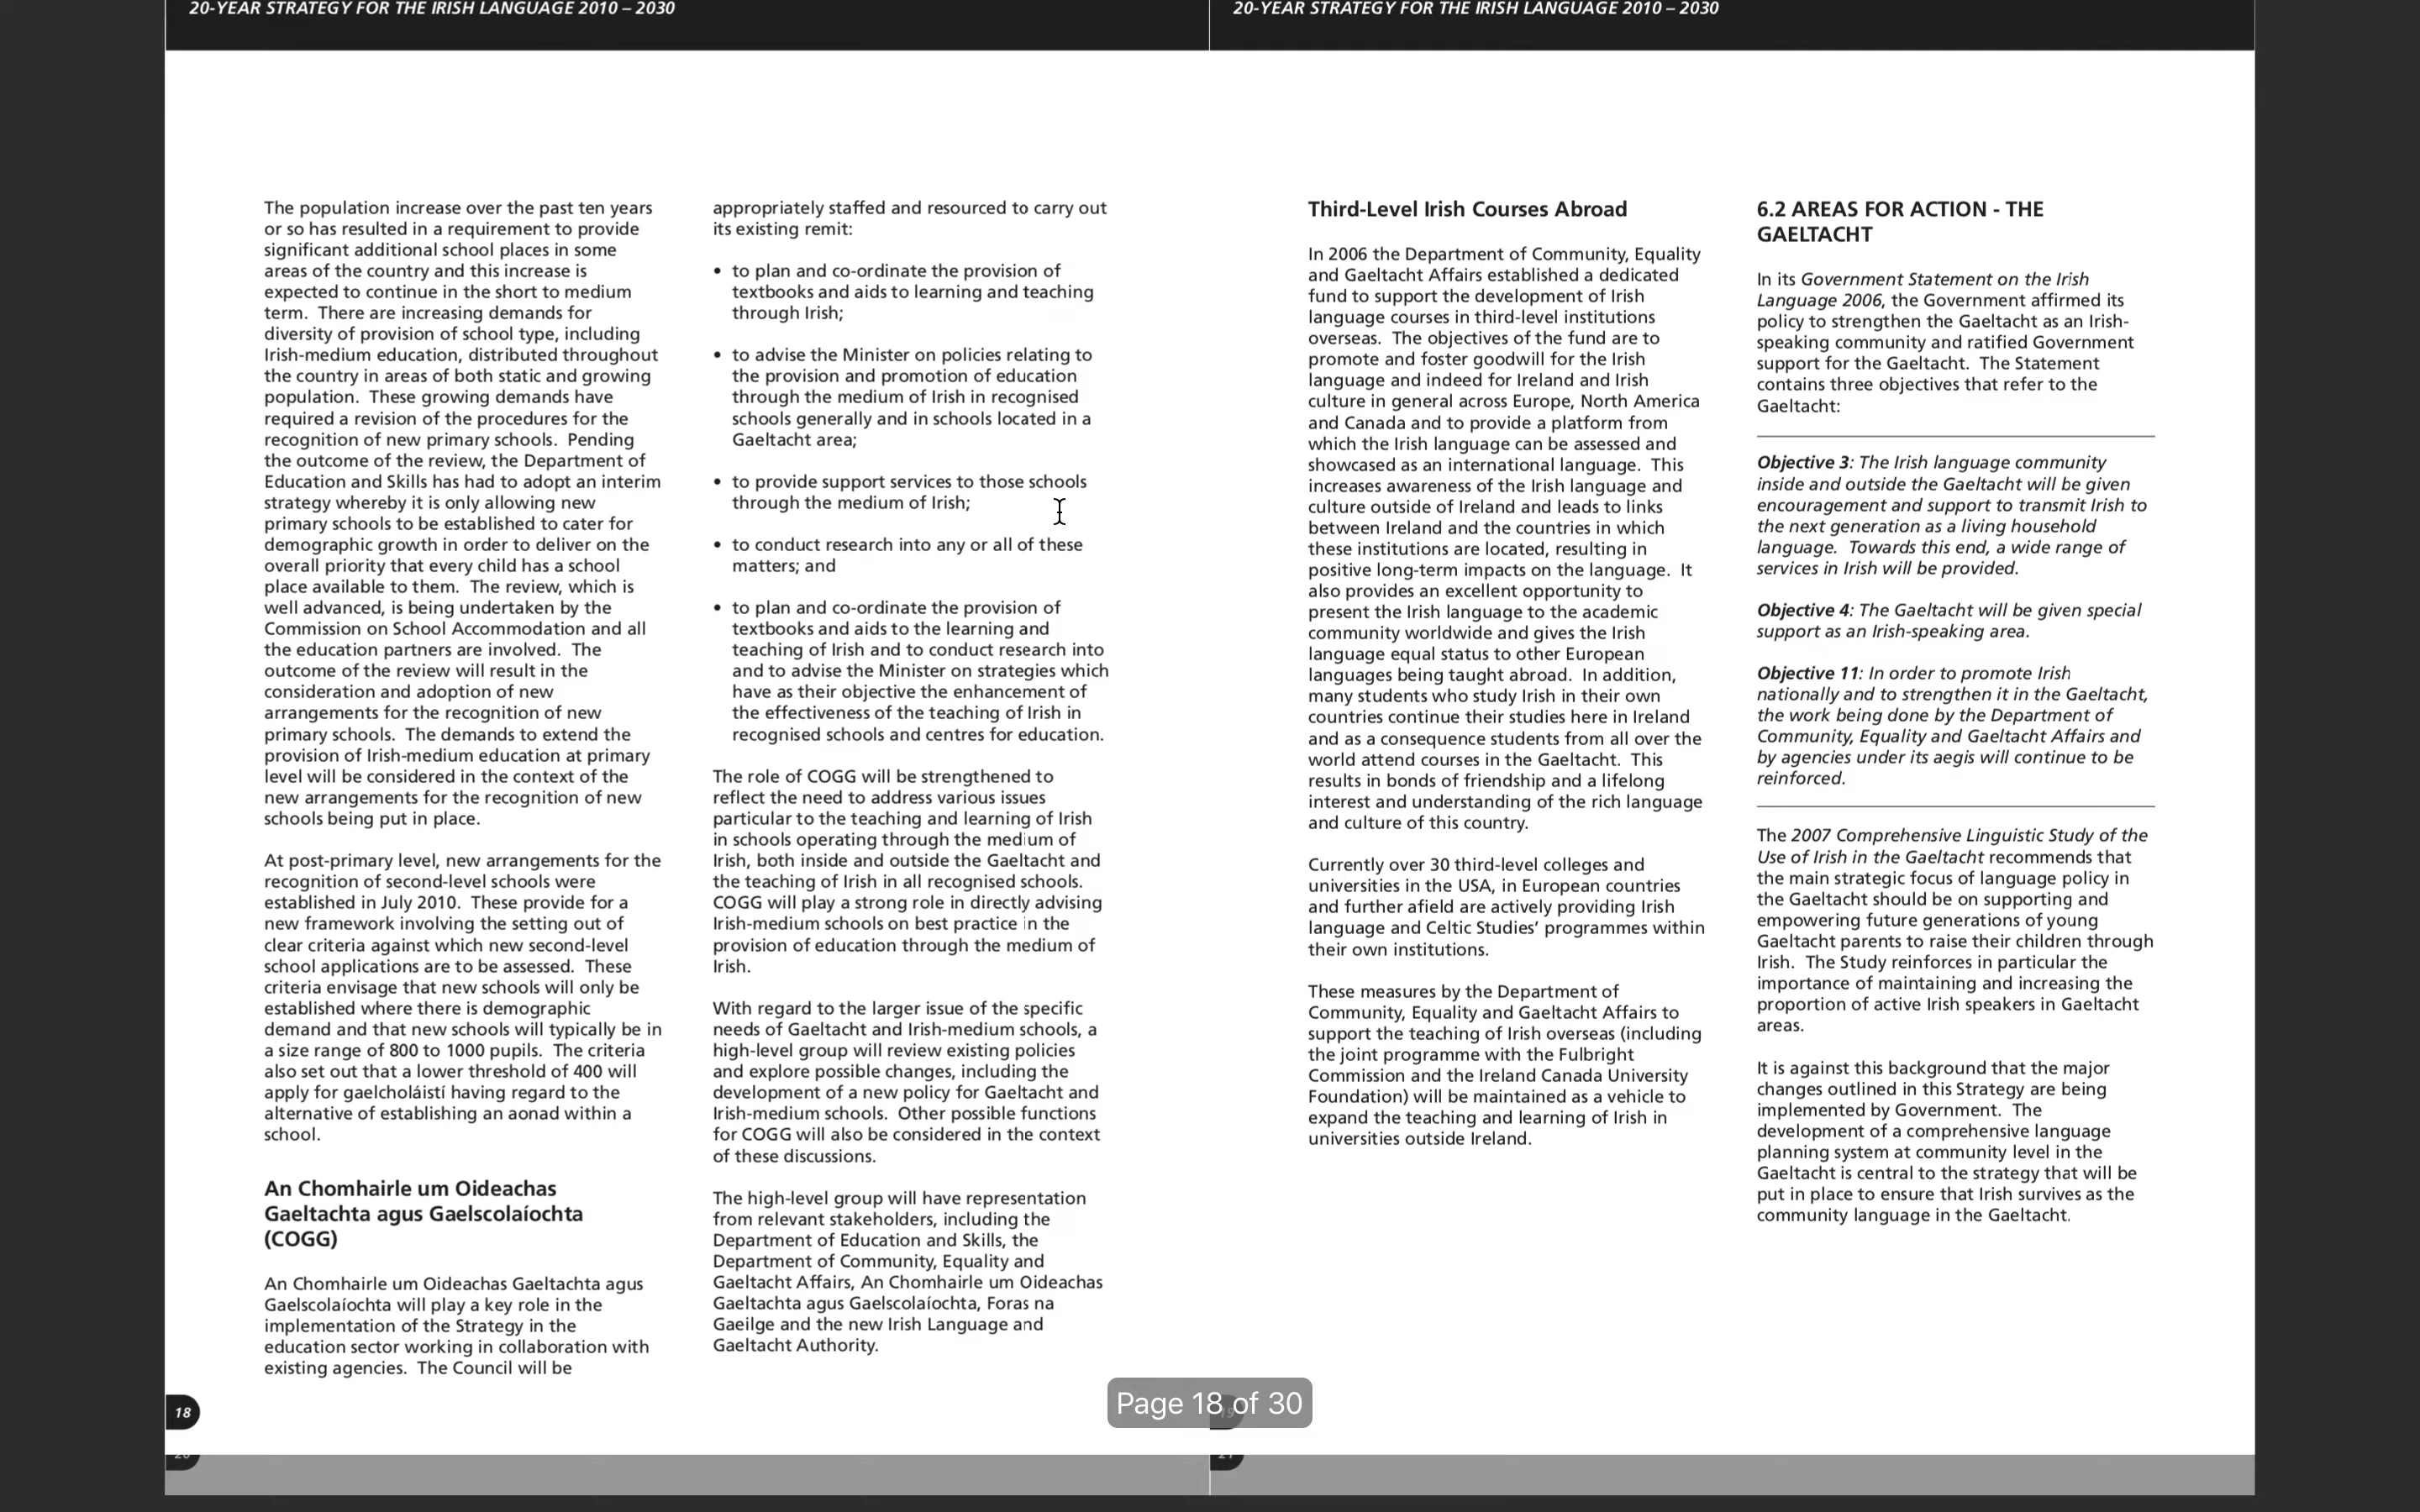 20-YEAR STRATEGY FOR THE IRISH LANGUAGE 2010 – 2030
The population increase over the past ten years
or so has resulted in a requirement to provide
significant additional school places in some
areas of the country and this increase is
expected to continue in the short to medium
term.  There are increasing demands for
diversity of provision of school type, including
Irish-medium education, distributed throughout
the country in areas of both static and growing
population.  These growing demands have
required a revision of the procedures for the
recognition of new primary schools.  Pending
the outcome of the review, the Department of
Education and Skills has had to adopt an interim
strategy whereby it is only allowing new
primary schools to be established to cater for
demographic growth in order to deliver on the
overall priority that every child has a school
place available to them.  The review, which is
well advanced, is being undertaken by the
Commission on School Accommodation and all
the education partners are involved.  The
outcome of the review will result in the
consideration and adoption of new
arrangements for the recognition of new
primary schools.  The demands to extend the
provision of Irish-medium education at primary
level will be considered in the context of the
new arrangements for the recognition of new
schools being put in place.
At post-primary level, new arrangements for the
recognition of second-level schools were
established in July 2010.  These provide for a
new framework involving the setting out of
clear criteria against which new second-level
school applications are to be assessed.  These
criteria envisage that new schools will only be
established where there is demographic
demand and that new schools will typically be in
a size range of 800 to 1000 pupils.  The criteria
also set out that a lower threshold of 400 will
apply for gaelcholáistí having regard to the
alternative of establishing an aonad within a
school.
An Chomhairle um Oideachas
Gaeltachta agus Gaelscolaíochta
(COGG)
An Chomhairle um Oideachas Gaeltachta agus
Gaelscolaíochta will play a key role in the
implementation of the Strategy in the
education sector working in collaboration with
existing agencies.  The Council will be
appropriately staffed and resourced to carry out
its existing remit:
• to plan and co-ordinate the provision of
textbooks and aids to learning and teaching
through Irish;
• to advise the Minister on policies relating to
the provision and promotion of education
through the medium of Irish in recognised
schools generally and in schools located in a
Gaeltacht area;
• to provide support services to those schools
through the medium of Irish;
• to conduct research into any or all of these
matters; and
• to plan and co-ordinate the provision of
textbooks and aids to the learning and
teaching of Irish and to conduct research into
and to advise the Minister on strategies which
have as their objective the enhancement of
the effectiveness of the teaching of Irish in
recognised schools and centres for education.
The role of COGG will be strengthened to
reflect the need to address various issues
particular to the teaching and learning of Irish
in schools operating through the medium of
Irish, both inside and outside the Gaeltacht and
the teaching of Irish in all recognised schools.
COGG will play a strong role in directly advising
Irish-medium schools on best practice in the
provision of education through the medium of
Irish.
With regard to the larger issue of the specific
needs of Gaeltacht and Irish-medium schools, a
high-level group will review existing policies
and explore possible changes, including the
development of a new policy for Gaeltacht and
Irish-medium schools.  Other possible functions
for COGG will also be considered in the context
of these discussions.
The high-level group will have representation
from relevant stakeholders, including the
Department of Education and Skills, the
Department of Community, Equality and
Gaeltacht Affairs, An Chomhairle um Oideachas
Gaeltachta agus Gaelscolaíochta, Foras na
Gaeilge and the new Irish Language and
Gaeltacht Authority.
18
20
20-YEAR STRATEGY FOR THE IRISH LANGUAGE 2010 – 2030
Third-Level Irish Courses Abroad
In 2006 the Department of Community, Equality
and Gaeltacht Affairs established a dedicated
fund to support the development of Irish
language courses in third-level institutions
overseas.  The objectives of the fund are to
promote and foster goodwill for the Irish
language and indeed for Ireland and Irish
culture in general across Europe, North America
and Canada and to provide a platform from
which the Irish language can be assessed and
showcased as an international language.  This
increases awareness of the Irish language and
culture outside of Ireland and leads to links
between Ireland and the countries in which
these institutions are located, resulting in
positive long-term impacts on the language.  It
also provides an excellent opportunity to
present the Irish language to the academic
community worldwide and gives the Irish
language equal status to other European
languages being taught abroad.  In addition,
many students who study Irish in their own
countries continue their studies here in Ireland
and as a consequence students from all over the
world attend courses in the Gaeltacht.  This
results in bonds of friendship and a lifelong
interest and understanding of the rich language
and culture of this country.
Currently over 30 third-level colleges and
universities in the USA, in European countries
and further afield are actively providing Irish
language and Celtic Studies’ programmes within
their own institutions.
These measures by the Department of
Community, Equality and Gaeltacht Affairs to
support the teaching of Irish overseas (including
the joint programme with the Fulbright
Commission and the Ireland Canada University
Foundation) will be maintained as a vehicle to
expand the teaching and learning of Irish in
universities outside Ireland.
6.2 AREAS FOR ACTION - THE
GAELTACHT
In its Government Statement on the Irish
Language 2006, the Government affirmed its
policy to strengthen the Gaeltacht as an Irish-
speaking community and ratified Government
support for the Gaeltacht.  The Statement
contains three objectives that refer to the
Gaeltacht:
Objective 3: The Irish language community
inside and outside the Gaeltacht will be given
encouragement and support to transmit Irish to
the next generation as a living household
language.  Towards this end, a wide range of
services in Irish will be provided.
Objective 4: The Gaeltacht will be given special
support as an Irish-speaking area.
Objective 11: In order to promote Irish
nationally and to strengthen it in the Gaeltacht,
the work being done by the Department of
Community, Equality and Gaeltacht Affairs and
by agencies under its aegis will continue to be
reinforced.
The 2007 Comprehensive Linguistic Study of the
Use of Irish in the Gaeltacht recommends that
the main strategic focus of language policy in
the Gaeltacht should be on supporting and
empowering future generations of young
Gaeltacht parents to raise their children through
Irish.  The Study reinforces in particular the
importance of maintaining and increasing the
proportion of active Irish speakers in Gaeltacht
areas.
It is against this background that the major
changes outlined in this Strategy are being
implemented by Government.  The
development of a comprehensive language
planning system at community level in the
Gaeltacht is central to the strategy that will be
put in place to ensure that Irish survives as the
community language in the Gaeltacht.
Page 18 of 30
19
21